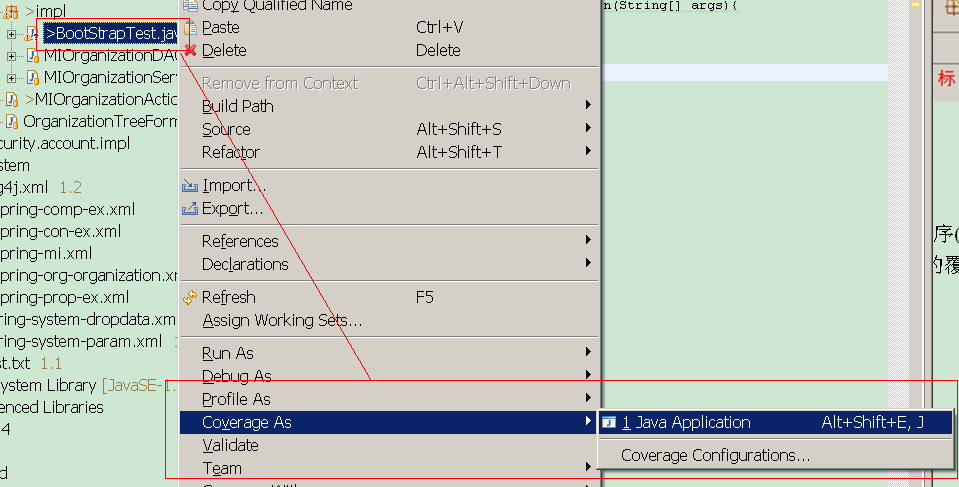 >impl
>BootStrapTest.jav
MIOrganizationDAO
MIOrganizationServ
>MIOrganizationActio
OrganizationTreeForm
curity.account.impl
stem
g4j.xml 1.2
pring-comp-ex.xml
pring-con-ex.xml
pring-mi.xml
pring-org-organization.xm
pring-prop-ex.xml
ring-system-dropdata.xm
ring-system-param.xml
st.txt 1.1
ystem Library [JavaSE-1.
enced Libraries
4
d
Copy Qualified Name
Paste Ctrl+V
Delete Delete
Remove from Context Ctrl+Alt+Shift+Down
Build Path
Source Alt+Shift+S
Refactor Alt+Shift+T
Import...
Export...
References
Declarations
Refresh F5
Assign Working Sets...
Run As
Debug As
Profile As
Coverage As
Validate
Team
1 Java Application Alt+Shift+E, J
Coverage Configurations...
n(String[] args){
标
序(
的覆